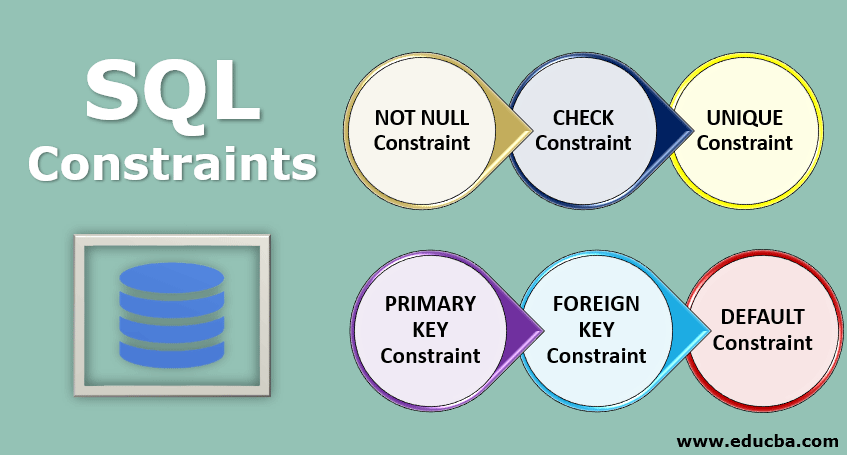 SQL
Constraints
NOT NULL
Constraint
CHECK
Constraint
UNIQUE
Constraint
PRIMARY
KEY
Constraint
FOREIGN
KEY
Constraint
DEFAULT
Constraint
www.educba.com